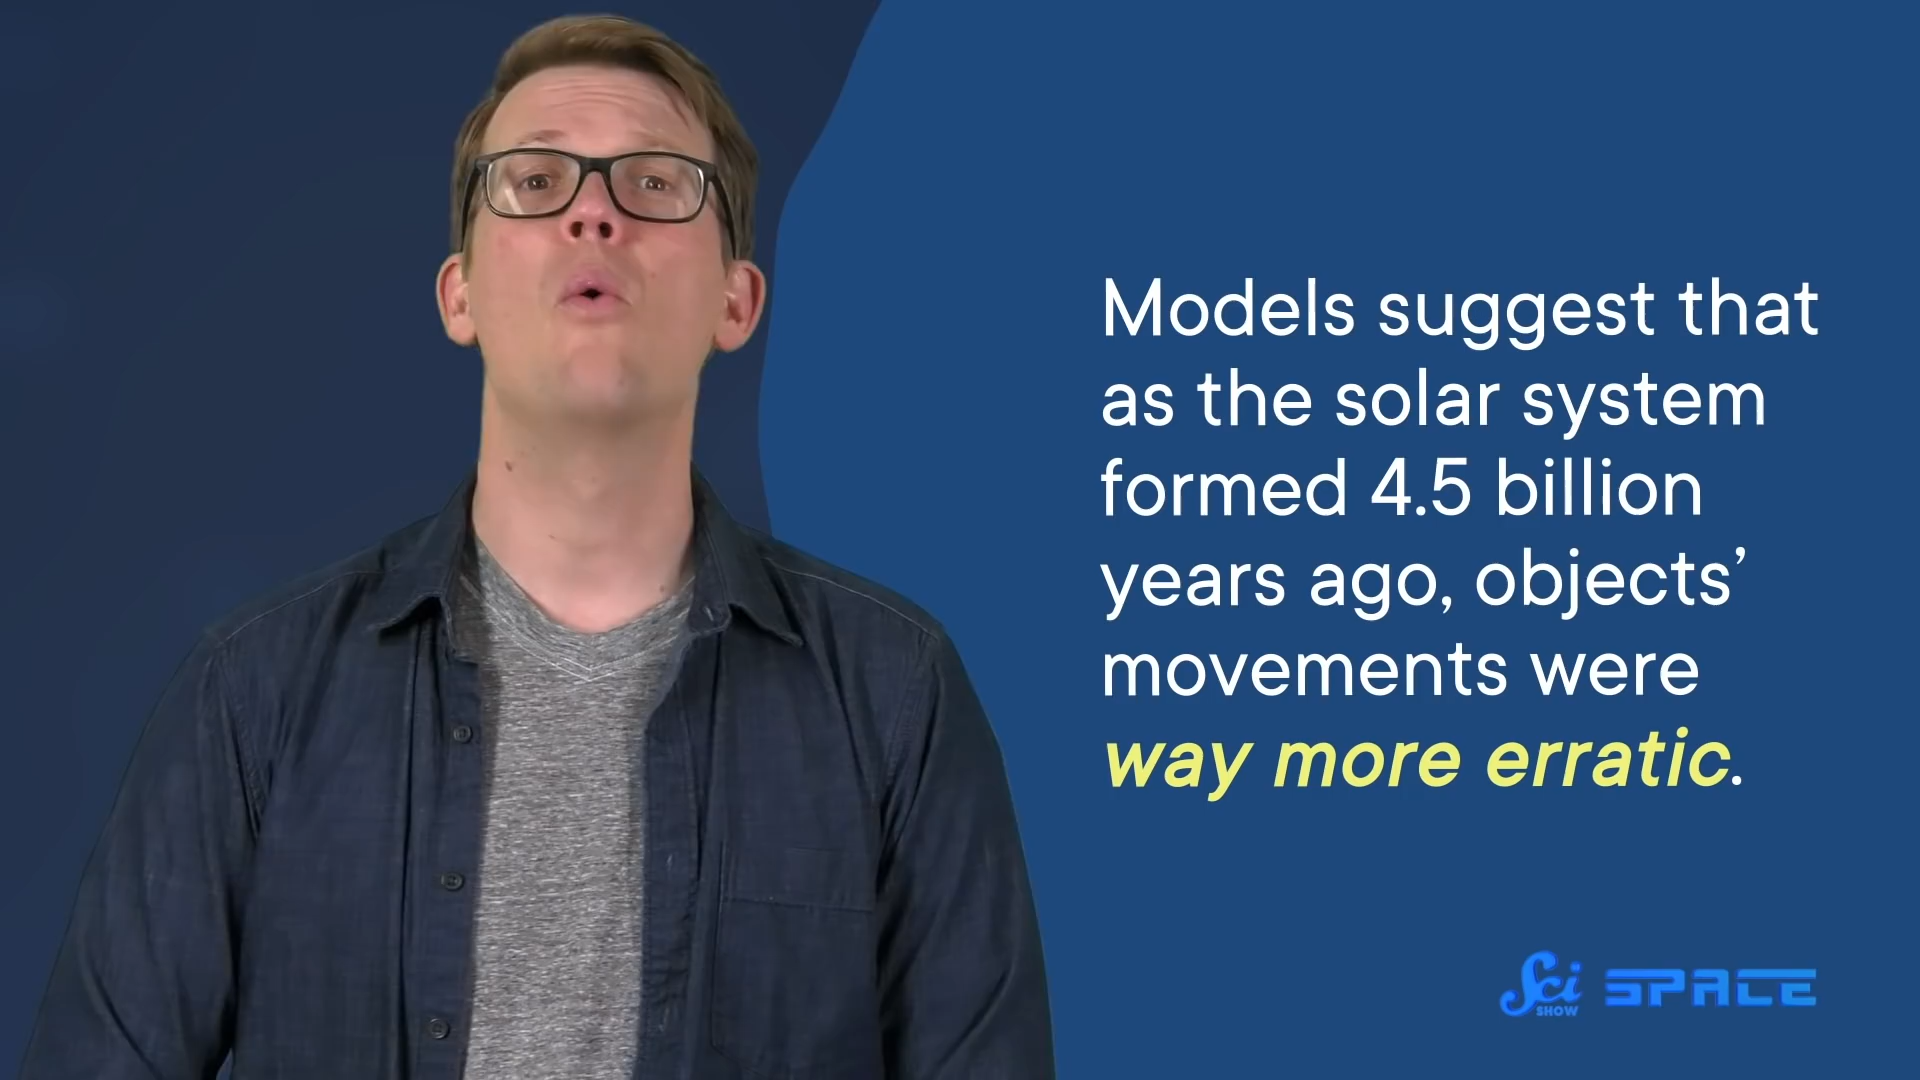 Models suggest that
as the solar system
formed 4.5 billion
years ago, objects’
movements were
way more erratic.
Sci SHOW SPACE